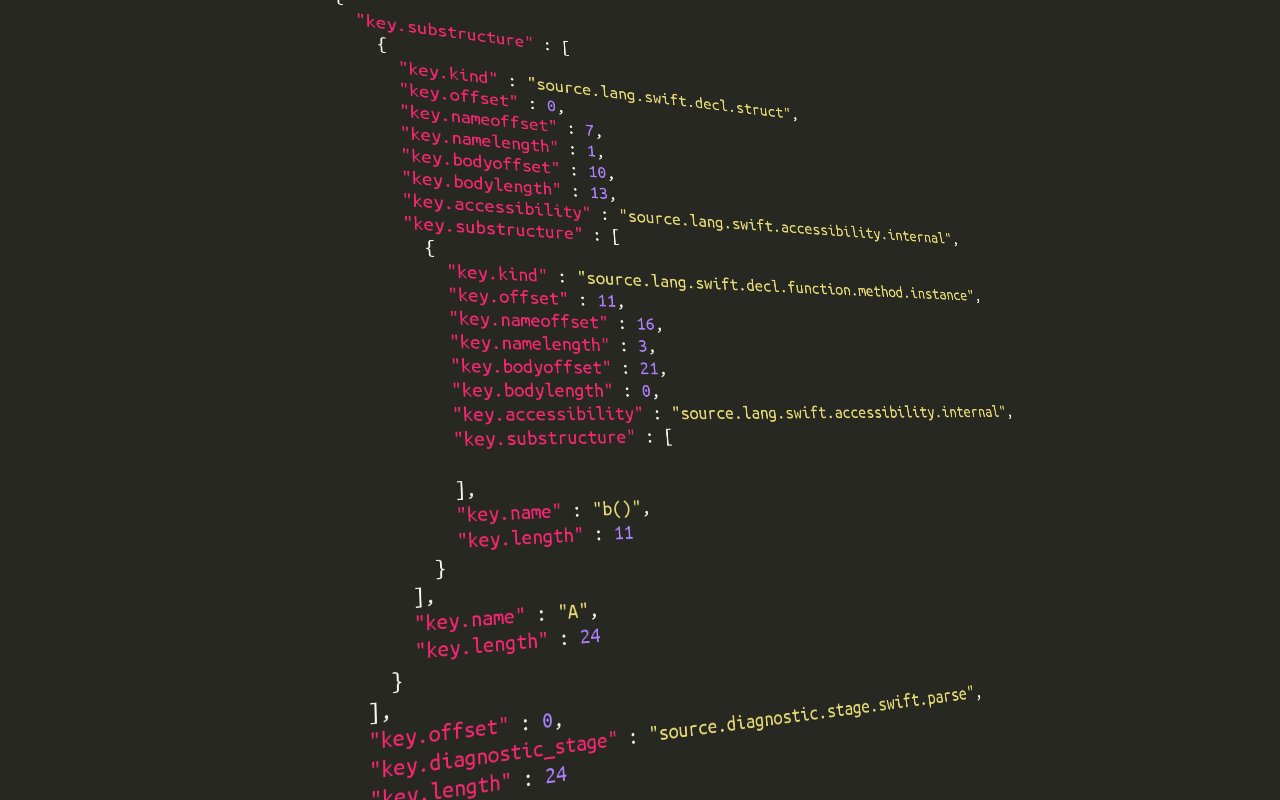 {
"key.substructure" : [
{
"key.kind" : "source.lang.swift.decl.struct",
"key.offset" : 0,
"key.nameoffset" : 7,
"key.namelength" : 1,
"key.bodyoffset" : 10,
"key.bodylength" : 13,
"key.accessibility" : "source.lang.swift.accessibility.internal",
"key.substructure" : [
{
"key.kind" : "source.lang.swift.decl.function.method.instance",
"key.offset" : 11,
"key.nameoffset" : 16,
"key.namelength" : 3,
"key.bodyoffset" : 21,
"key.bodylength" : 0,
"key.accessibility" : "source.lang.swift.accessibility.internal",
"key.substructure" : [
],
"key.name" : "b()",
"key.length" : 11
}
],
"key.name" : "A",
"key.length" : 24
}
],
"key.offset" : 0,
"key.diagnostic_stage" : "source.diagnostic.stage.swift.parse",
"key.length" : 24